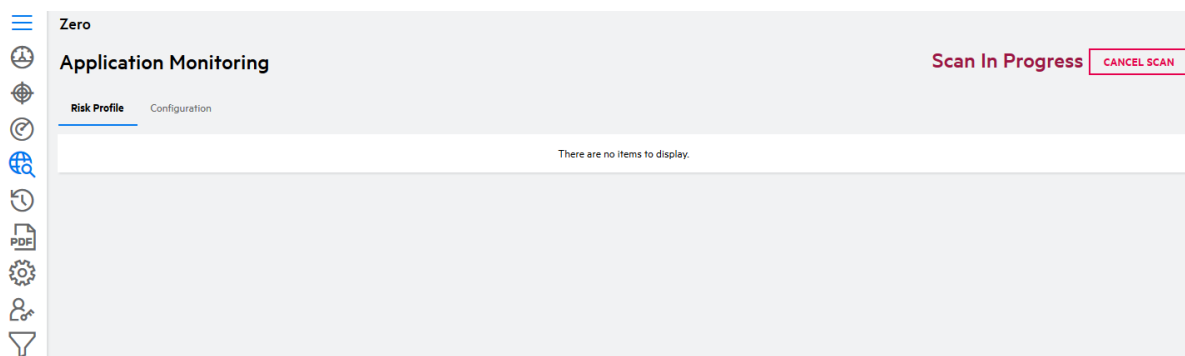 Zero
Application Monitoring
Scan In Progress
CANCEL SCAN
Risk Profile
Configuration
There are no items to display.
PDF